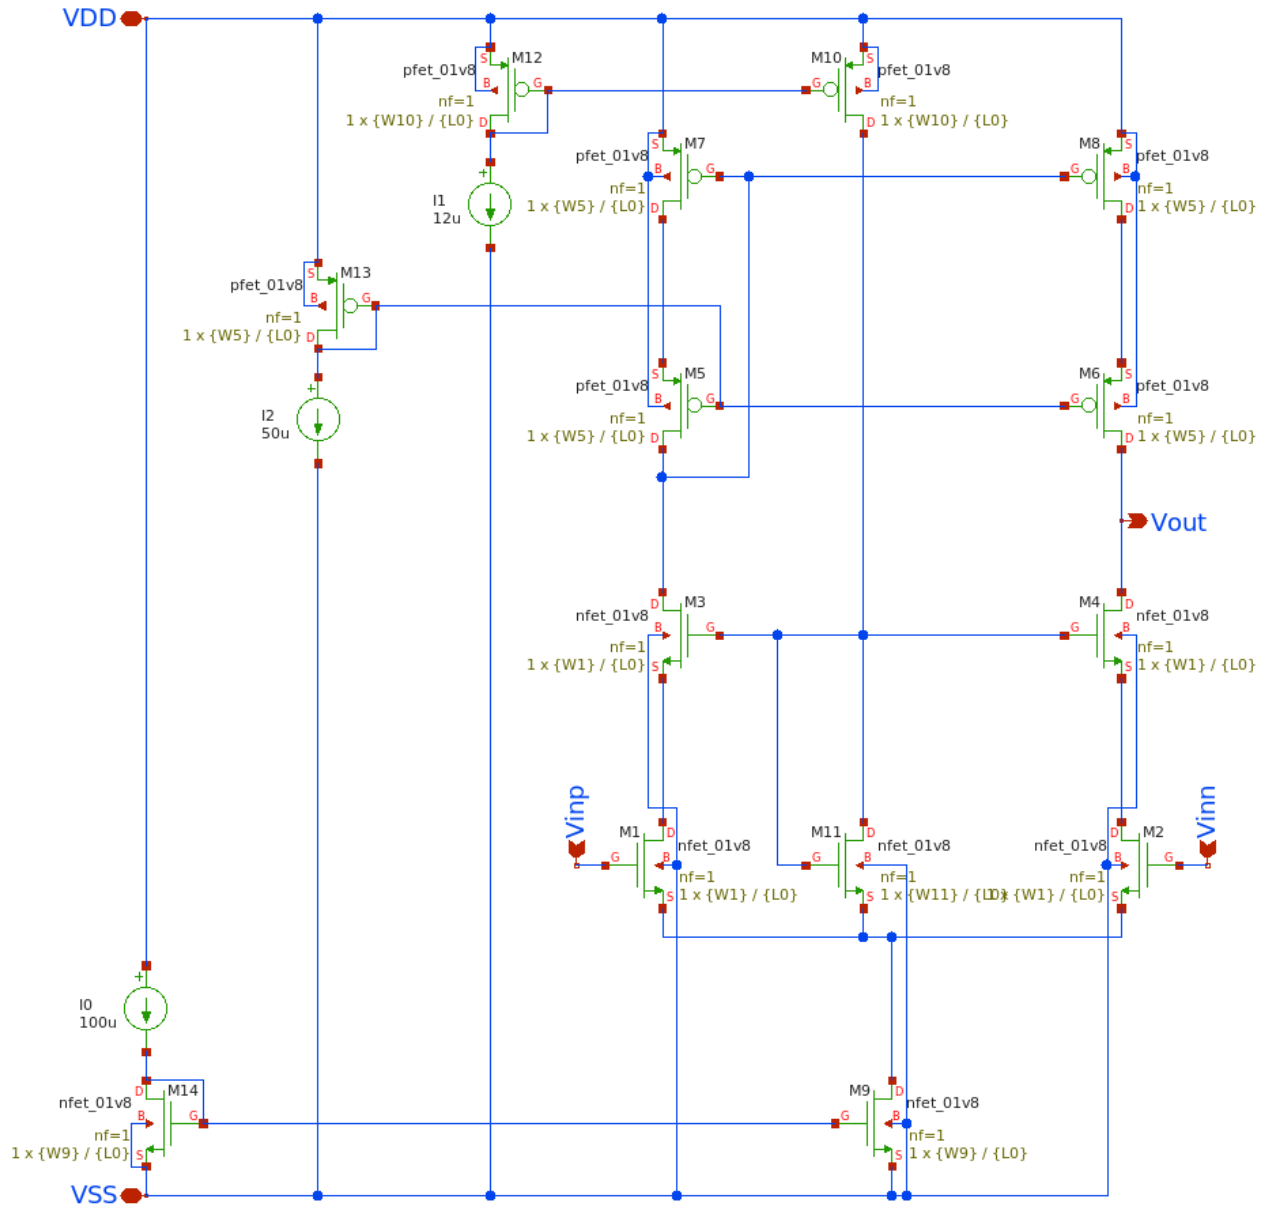 VDD
S
M12
pfet_01v8
B
G
nf=1
1 x {W10} / {L0}
D
M10
S
pfet_01v8
G
B
nf=1
D
1 x {W10} / {L0}
S
M7
pfet_01v8
B
G
nf=1
1 x {W5} / {L0}
D
M8
S
pfet_01v8
G
B
nf=1
D
1 x {W5} / {L0}
+
I1
12u
S
M13
pfet_01v8
B
G
nf=1
1 x {W5} / {L0}
D
+
I2
50u
S
M5
pfet_01v8
B
G
nf=1
1 x {W5} / {L0}
D
M6
S
pfet_01v8
G
B
nf=1
D
1 x {W5} / {L0}
Vout
D
M3
nfet_01v8
B
G
nf=1
1 x {W1} / {L0}
S
M4
D
nfet_01v8
G
B
nf=1
S
1 x {W1} / {L0}
Vinp
M1
D
nfet_01v8
G
B
nf=1
S
1 x {W1} / {L0}
M11
D
nfet_01v8
G
B
nf=1
S
1 x {W11} / {L0}
Vinn
D
M2
nfet_01v8
B
G
nf=1
1 x {W1} / {L0}
S
+
I0
100u
D
M14
nfet_01v8
B
G
nf=1
1 x {W9} / {L0}
S
M9
D
nfet_01v8
G
B
nf=1
S
1 x {W9} / {L0}
VSS